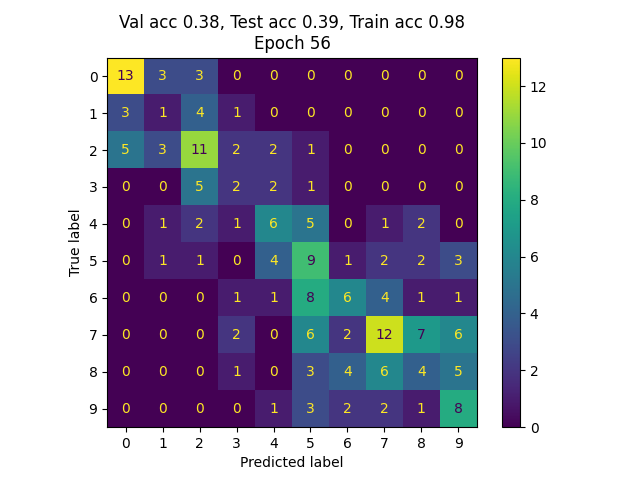 Val acc 0.38, Test acc 0.39, Train acc 0.98
Epoch 56
0 13 3 3 0 0 0 0 0 0 0
1 3 1 4 1 0 0 0 0 0 0
2 5 3 11 2 2 1 0 0 0 0
3 0 0 5 2 2 1 0 0 0 0
4 0 1 2 1 6 5 0 1 2 0
5 0 1 1 0 4 9 1 2 2 3
6 0 0 0 1 1 8 6 4 1 1
7 0 0 0 2 0 6 2 12 7 6
8 0 0 0 1 0 3 4 6 4 5
9 0 0 0 0 1 3 2 2 1 8
0 1 2 3 4 5 6 7 8 9
True label
Predicted label
12
10
8
6
4
2
0